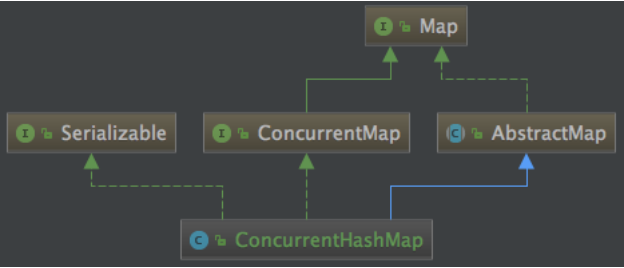 I Map
I Serializable
I ConcurrentMap
C AbstractMap
C ConcurrentHashMap